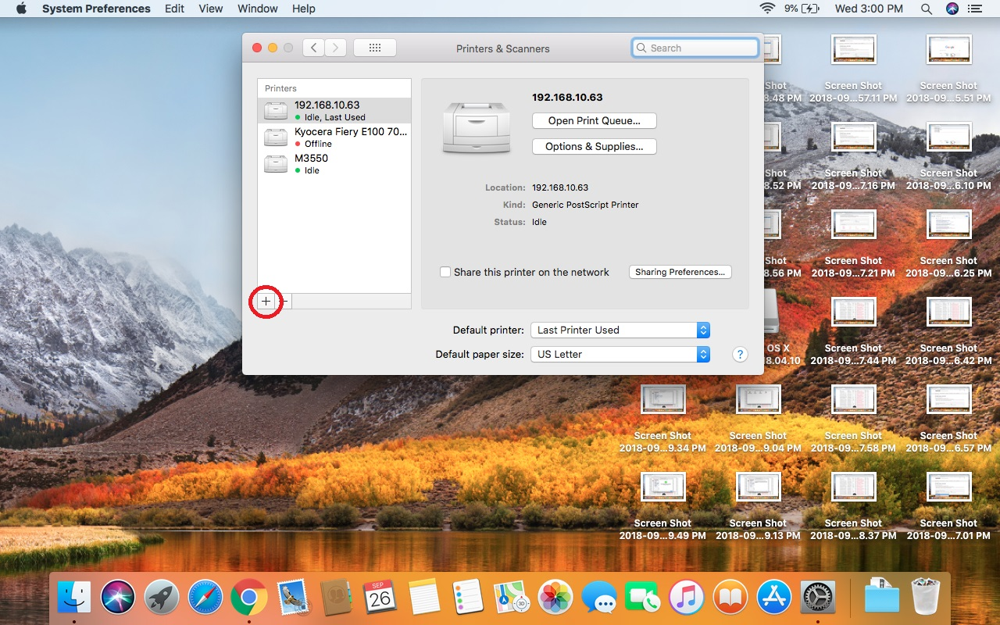 System Preferences Edit View Window Help
9% Wed 3:00 PM
Printers & Scanners
Search
Printers
192.168.10.63
Idle, Last Used
Kyocera Fiery E100 70...
Offline
M3550
Idle
+
192.168.10.63
Open Print Queue...
Options & Supplies...
Location: 192.168.10.63
Kind: Generic PostScript Printer
Status: Idle
Share this printer on the network
Sharing Preferences...
Default printer: Last Printer Used
Default paper size: US Letter
?
Shot
8.48 PM
Screen Shot
2018-09...57.11 PM
Screen Shot
2018-09...5.51 PM
Shot
8.52 PM
Screen Shot
2018-09...7.16 PM
Screen Shot
2018-09...6.10 PM
Shot
8.56 PM
Screen Shot
2018-09...7.21 PM
Screen Shot
2018-09...6.25 PM
OS X
8.04.10
Screen Shot
2018-09...7.44 PM
Screen Shot
2018-09...6.42 PM
Screen Shot
2018-09...9.34 PM
Screen Shot
2018-09...9.04 PM
Screen Shot
2018-09...7.58 PM
Screen Shot
2018-09...6.57 PM
Screen Shot
2018-09...9.49 PM
Screen Shot
2018-09...9.13 PM
Screen Shot
2018-09...8.37 PM
Screen Shot
2018-09...7.01 PM
SEP
26
3D